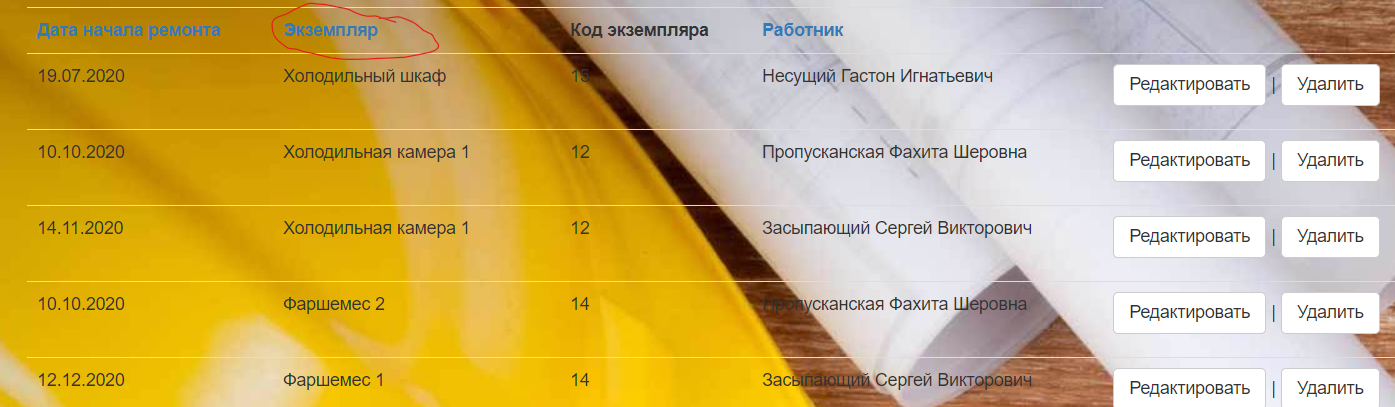 Дата начала ремонта Экземпляр Код экземпляра Работник
19.07.2020 Холодильный шкаф 15 Несущий Гастон Игнатьевич Редактировать | Удалить
10.10.2020 Холодильная камера 1 12 Пропусканская Фахита Шеровна Редактировать | Удалить
14.11.2020 Холодильная камера 1 12 Засыпающий Сергей Викторович Редактировать | Удалить
10.10.2020 Фаршемес 2 14 Пропусканская Фахита Шеровна Редактировать | Удалить
12.12.2020 Фаршемес 1 14 Засыпающий Сергей Викторович Редактировать | Удалить